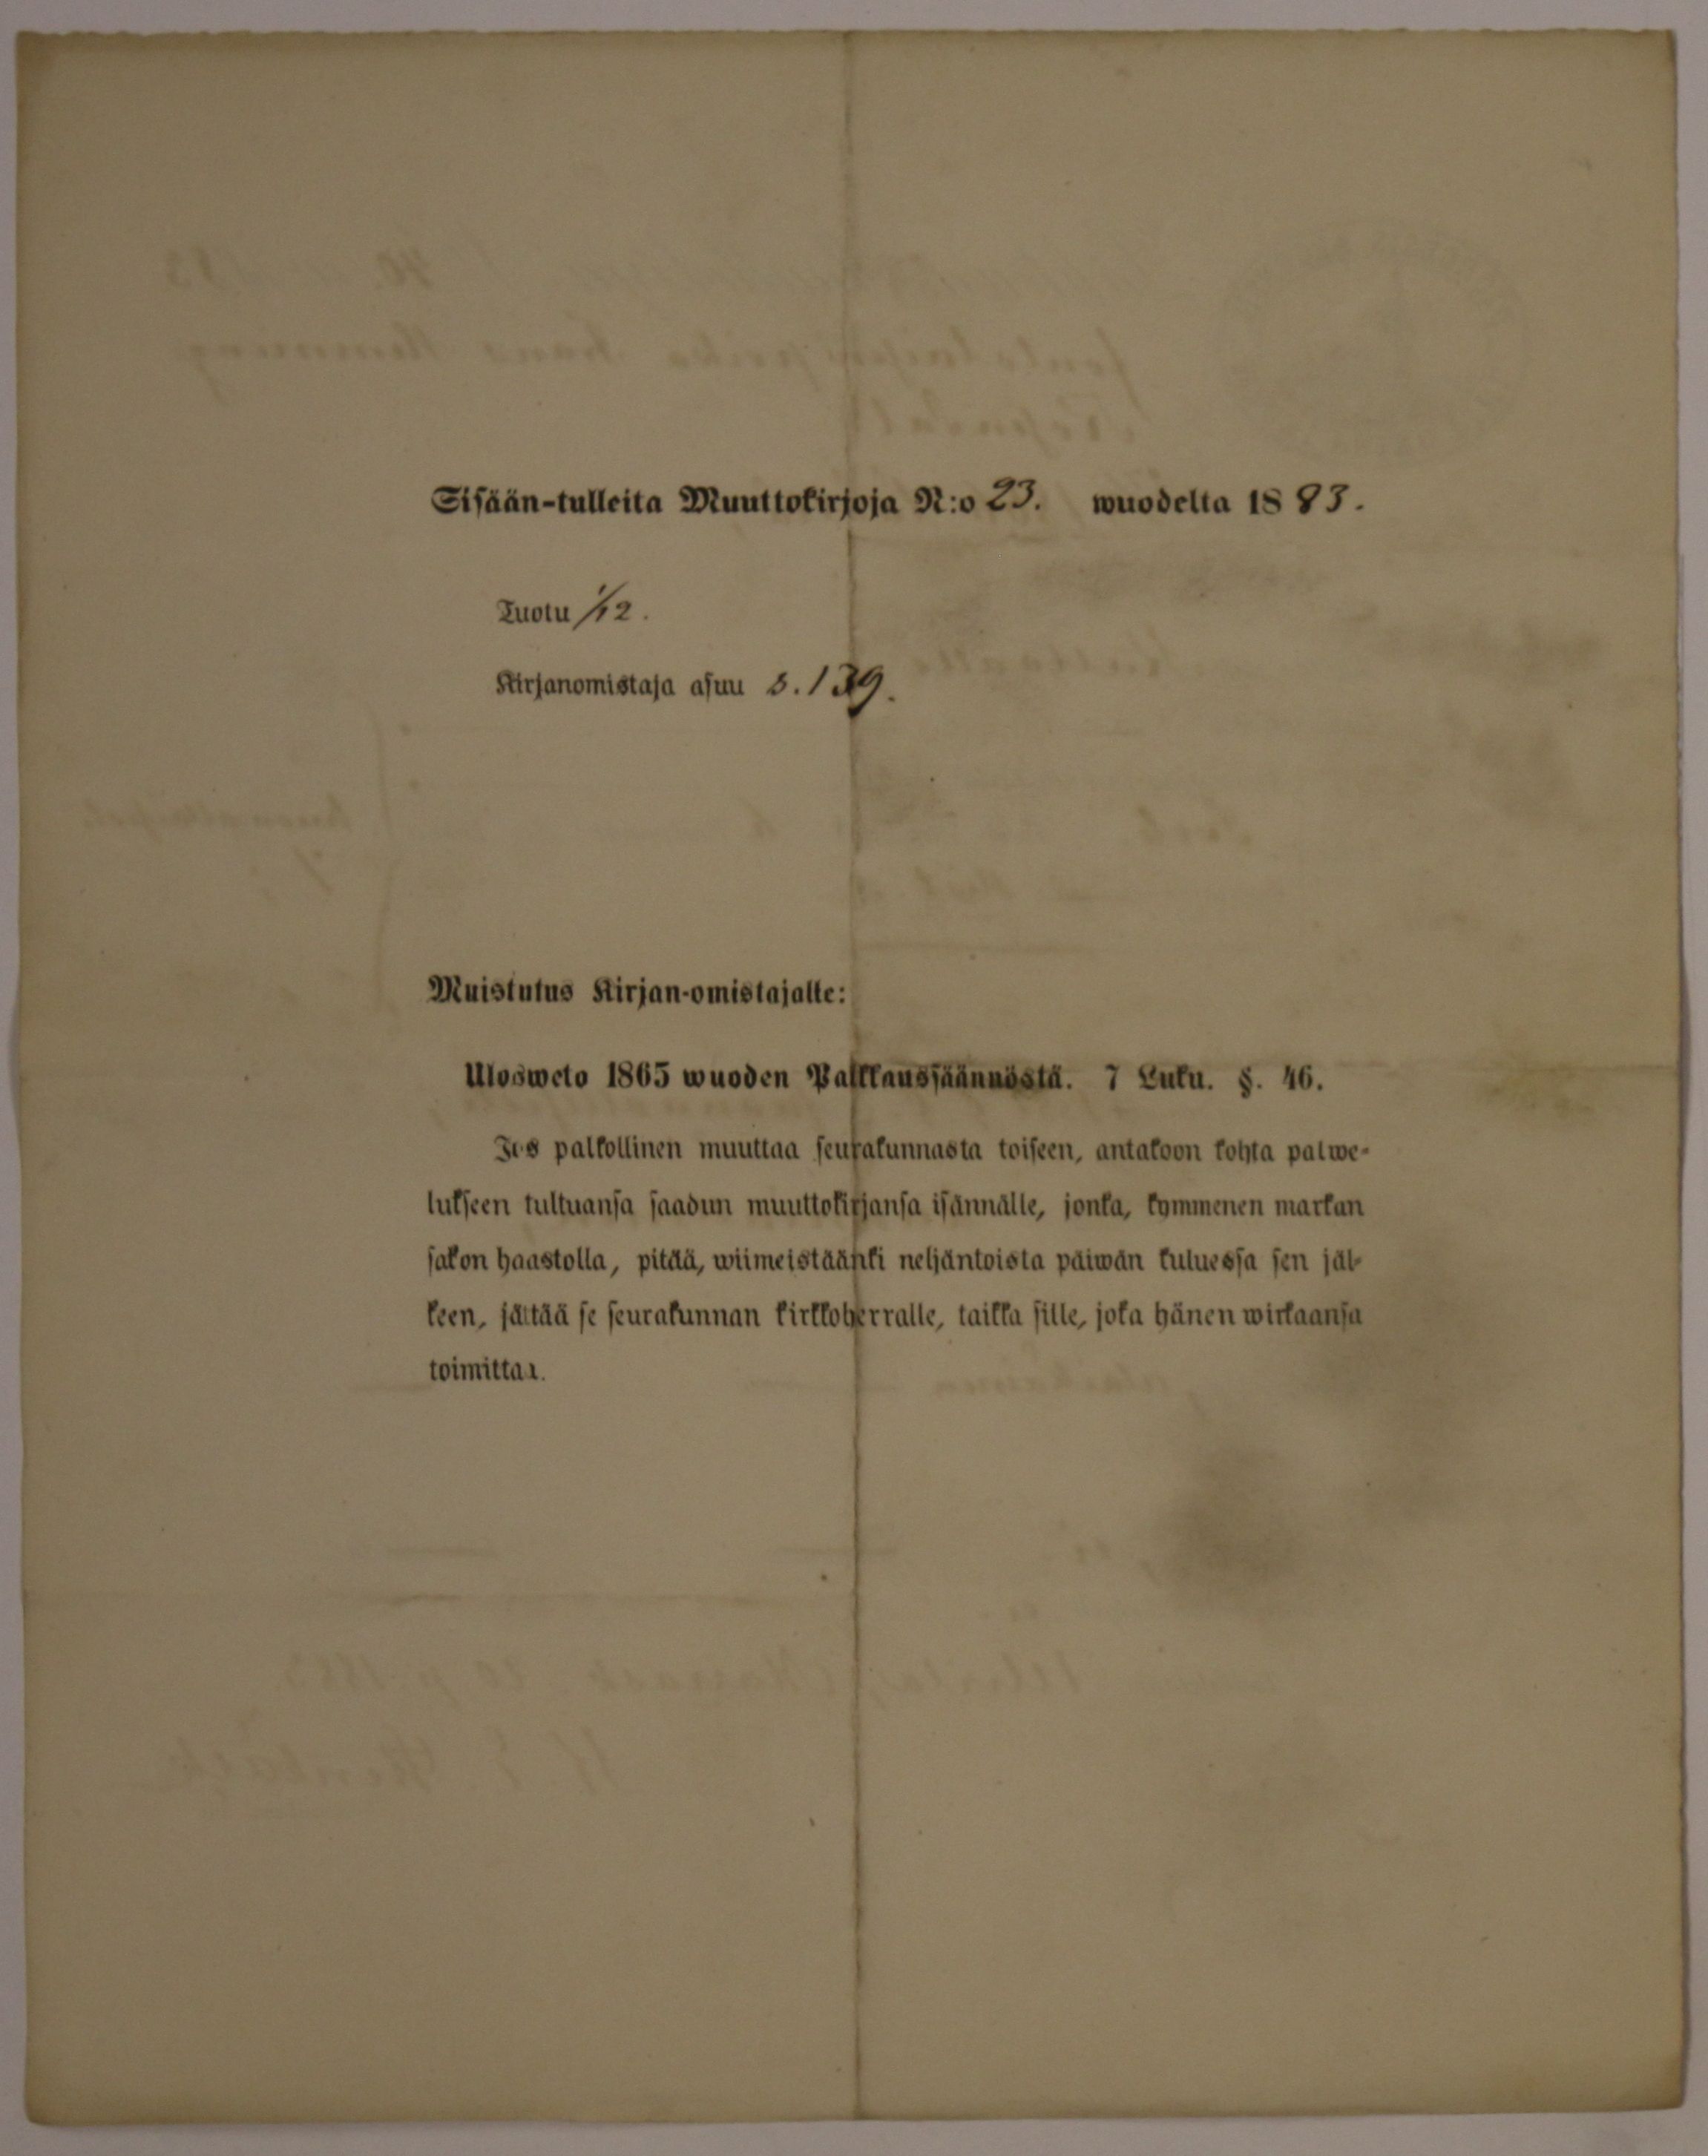 Sisään-tulleita Muuttokirjoja N:o 23. wuodelta 1883.
Tuotu 1/12.
Kirjanomistaja asuu s. 139.
Muistutus Kirjan-omistajalle:
Ulosweto 1865 wuoden Palkkaussäännöstä. 7 Luku. §. 46.
Jos palkollinen muuttaa seurakunnasta toiseen, antakoon kohta palwe-
lukseen tultuansa saadun muuttokirjansa isännälle, jonka, kymmenen markan
sakon haastolla, pitää, wiimeistäänki neljäntoista päiwän kuluessa sen jäl-
keen, jättää se seurakunnan kirkkoherralle, taikka sille, joka hänen wirkaansa
toimittaa.